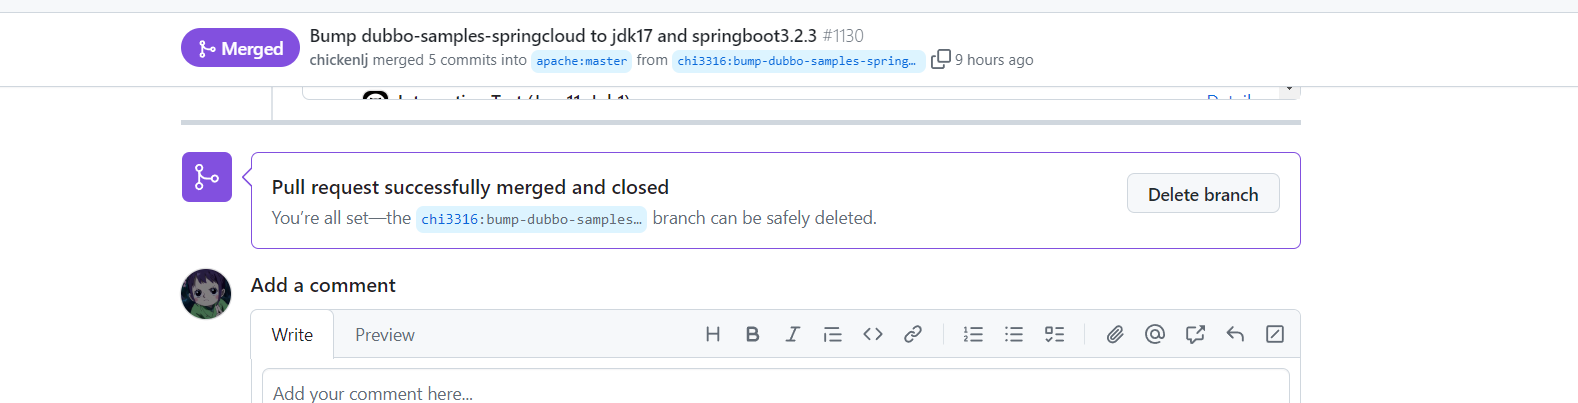 Merged
Bump dubbo-samples-springcloud to jdk17 and springboot3.2.3 #1130
chickenlj merged 5 commits into apache:master from chi3316:bump-dubbo-samples-spring… 9 hours ago
Pull request successfully merged and closed
You’re all set—the chi3316:bump-dubbo-samples… branch can be safely deleted.
Delete branch
Add a comment
Write Preview
Add your comment here...